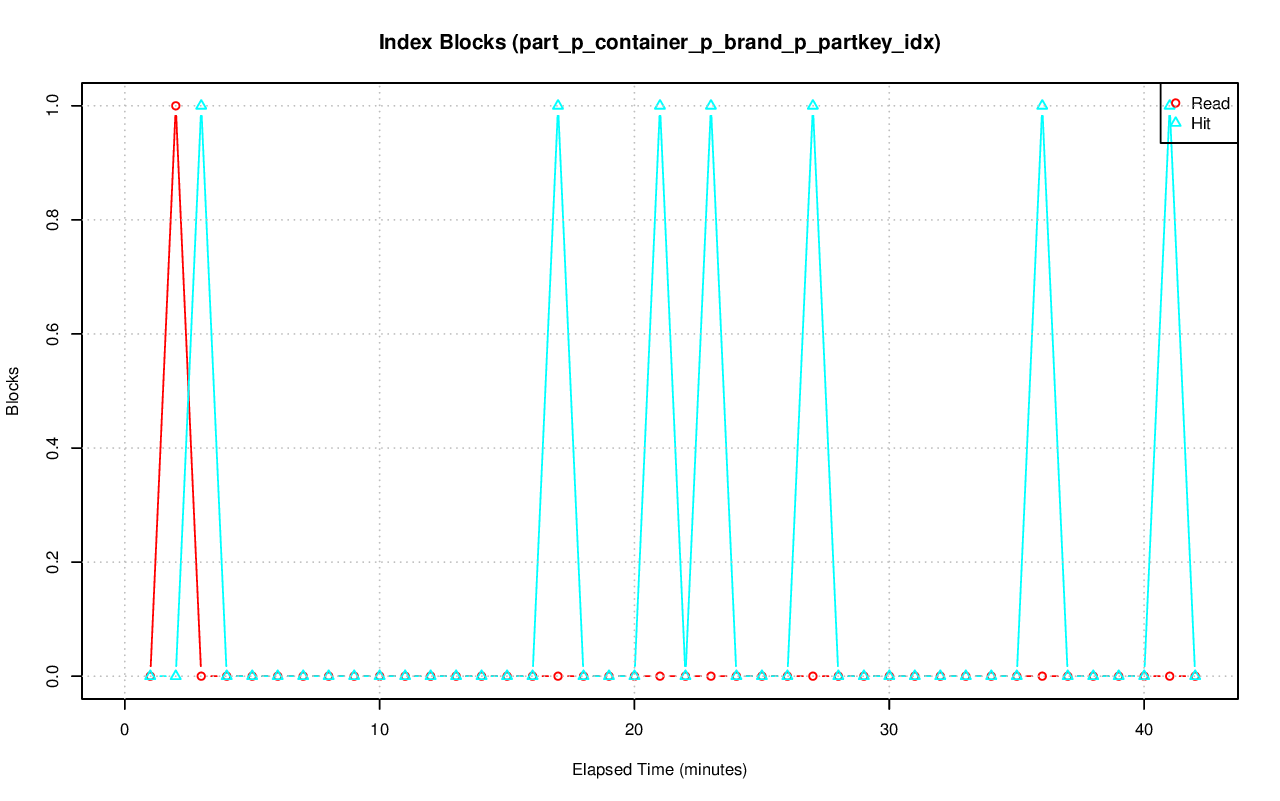 Index Blocks (part_p_container_p_brand_p_partkey_idx)
Read
Hit
1.0
0.8
0.6
0.4
0.2
0.0
Blocks
0 10 20 30 40
Elapsed Time (minutes)